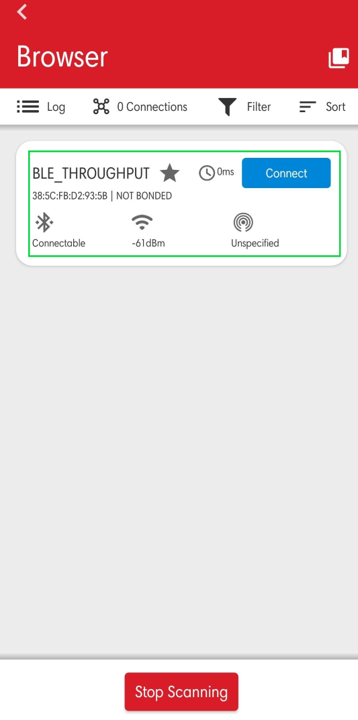 Browser
Log 0 Connections Filter Sort
BLE_THROUGHPUT 0ms Connect
38:5C:FB:D2:93:5B | NOT BONDED
Connectable -61dBm Unspecified
Stop Scanning